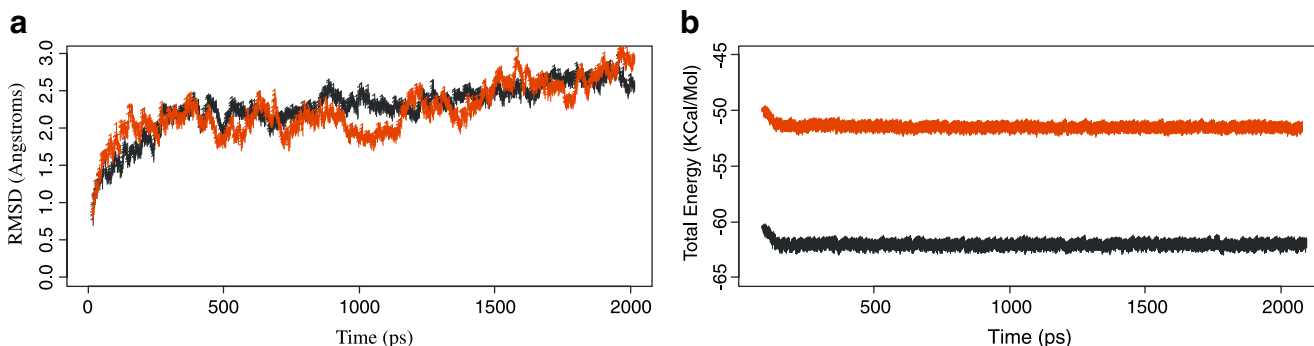 a
3.0
2.5
2.0
1.5
1.0
0.5
0.0
RMSD (Angstroms)
0 500 1000 1500 2000
Time (ps)
b
-45
-50
-55
-60
-65
Total Energy (KCal/Mol)
500 1000 1500 2000
Time (ps)